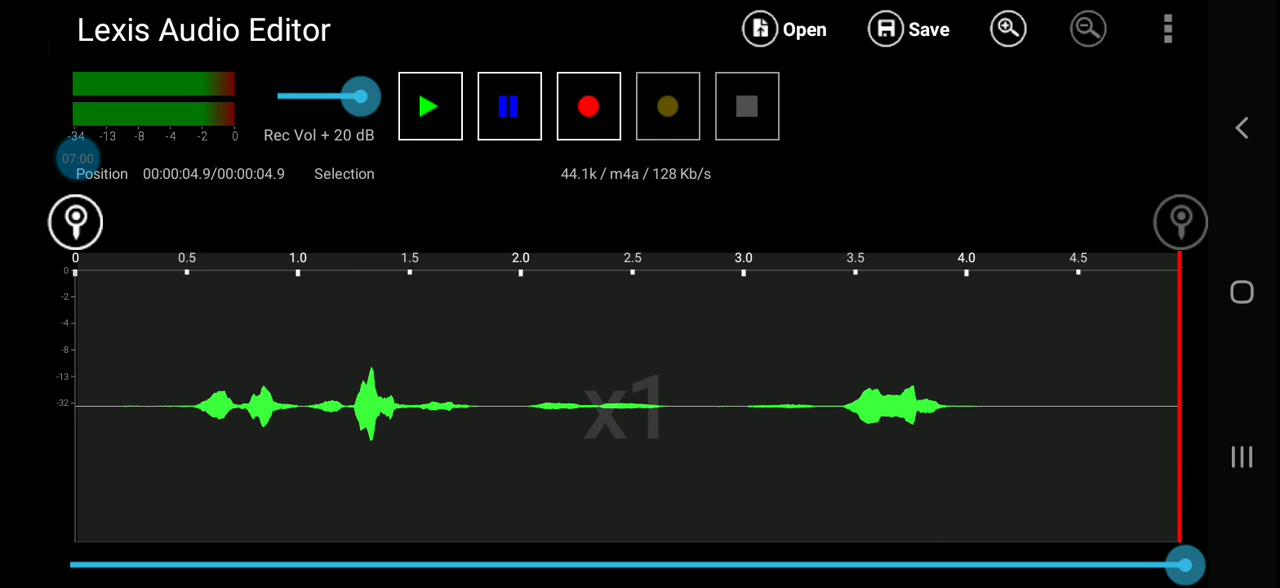 Lexis Audio Editor
Open
Save
-34 -13 -8 -4 -2 0
Rec Vol + 20 dB
07:00
Position 00:00:04.9/00:00:04.9 Selection 44.1k / m4a / 128 Kb/s
0 0.5 1.0 1.5 2.0 2.5 3.0 3.5 4.0 4.5
0
-2
-4
-8
-13
-32
x1